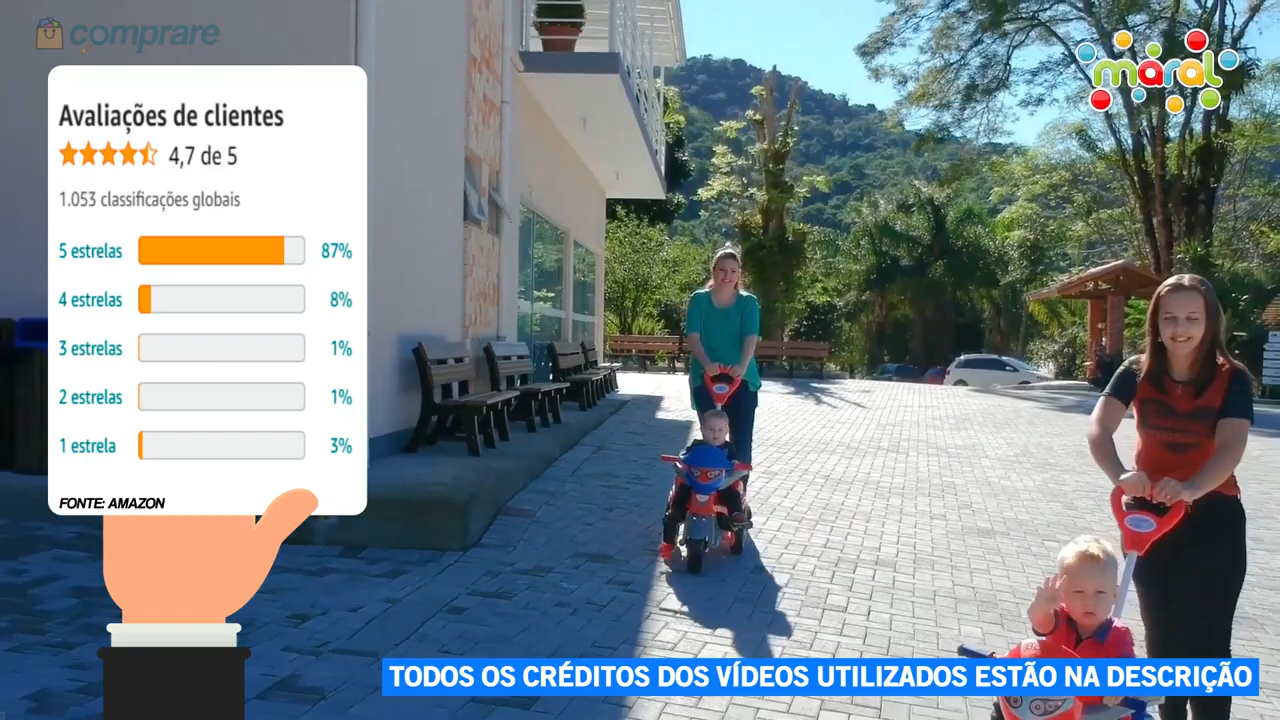 comprare
maral
Avaliações de clientes
4,7 de 5
1.053 classificações globais
5 estrelas 87%
4 estrelas 8%
3 estrelas 1%
2 estrelas 1%
1 estrela 3%
FONTE: AMAZON
TODOS OS CRÉDITOS DOS VÍDEOS UTILIZADOS ESTÃO NA DESCRIÇÃO